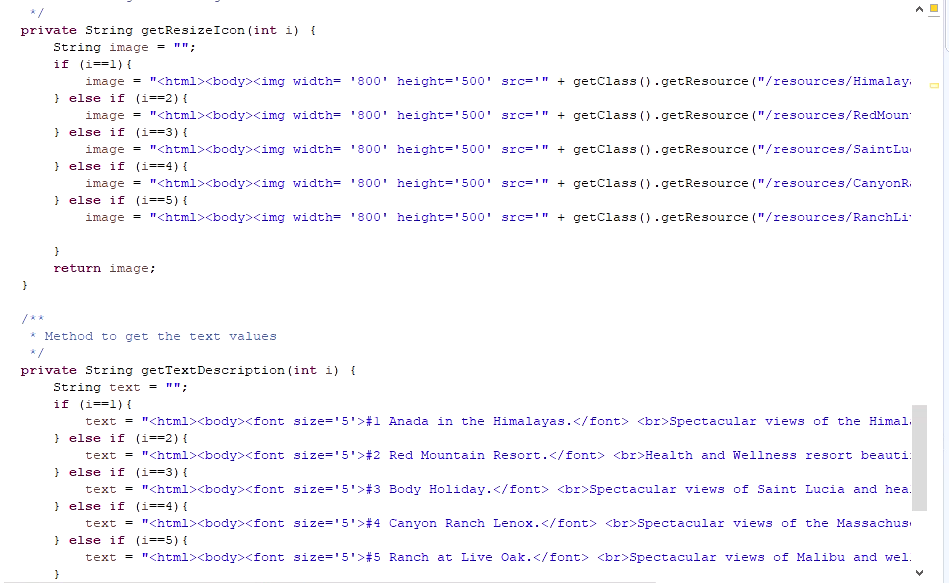 */
private String getResizeIcon(int i) {
String image = "";
if (i==1){
image = "<html><body><img width= '800' height='500' src='" + getClass().getResource("/resources/Himalay
} else if (i==2){
image = "<html><body><img width= '800' height='500' src='" + getClass().getResource("/resources/RedMoun
} else if (i==3){
image = "<html><body><img width= '800' height='500' src='" + getClass().getResource("/resources/SaintLu
} else if (i==4){
image = "<html><body><img width= '800' height='500' src='" + getClass().getResource("/resources/CanyonR
} else if (i==5){
image = "<html><body><img width= '800' height='500' src='" + getClass().getResource("/resources/RanchLi
}
return image;
}
/**
* Method to get the text values
*/
private String getTextDescription(int i) {
String text = "";
if (i==1){
text = "<html><body><font size='5'>#1 Anada in the Himalayas.</font> <br>Spectacular views of the Himal
} else if (i==2){
text = "<html><body><font size='5'>#2 Red Mountain Resort.</font> <br>Health and Wellness resort beauti
} else if (i==3){
text = "<html><body><font size='5'>#3 Body Holiday.</font> <br>Spectacular views of Saint Lucia and hea
} else if (i==4){
text = "<html><body><font size='5'>#4 Canyon Ranch Lenox.</font> <br>Spectacular views of the Massachus
} else if (i==5){
text = "<html><body><font size='5'>#5 Ranch at Live Oak.</font> <br>Spectacular views of Malibu and wel
}